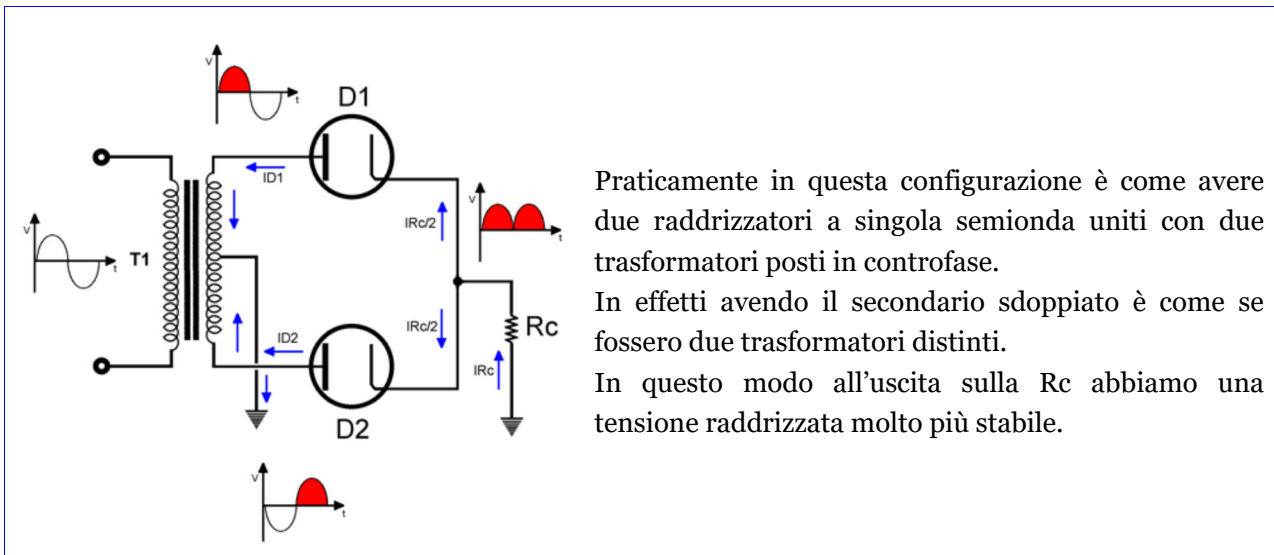 V
t
D1
ID1
V
t
IRc/2
V
t
T1
ID2
IRc/2
Rc
IRc
D2
V
t
Praticamente in questa configurazione è come avere
due raddrizzatori a singola semionda uniti con due
trasformatori posti in controfase.
In effetti avendo il secondario sdoppiato è come se
fossero due trasformatori distinti.
In questo modo all’uscita sulla Rc abbiamo una
tensione raddrizzata molto più stabile.